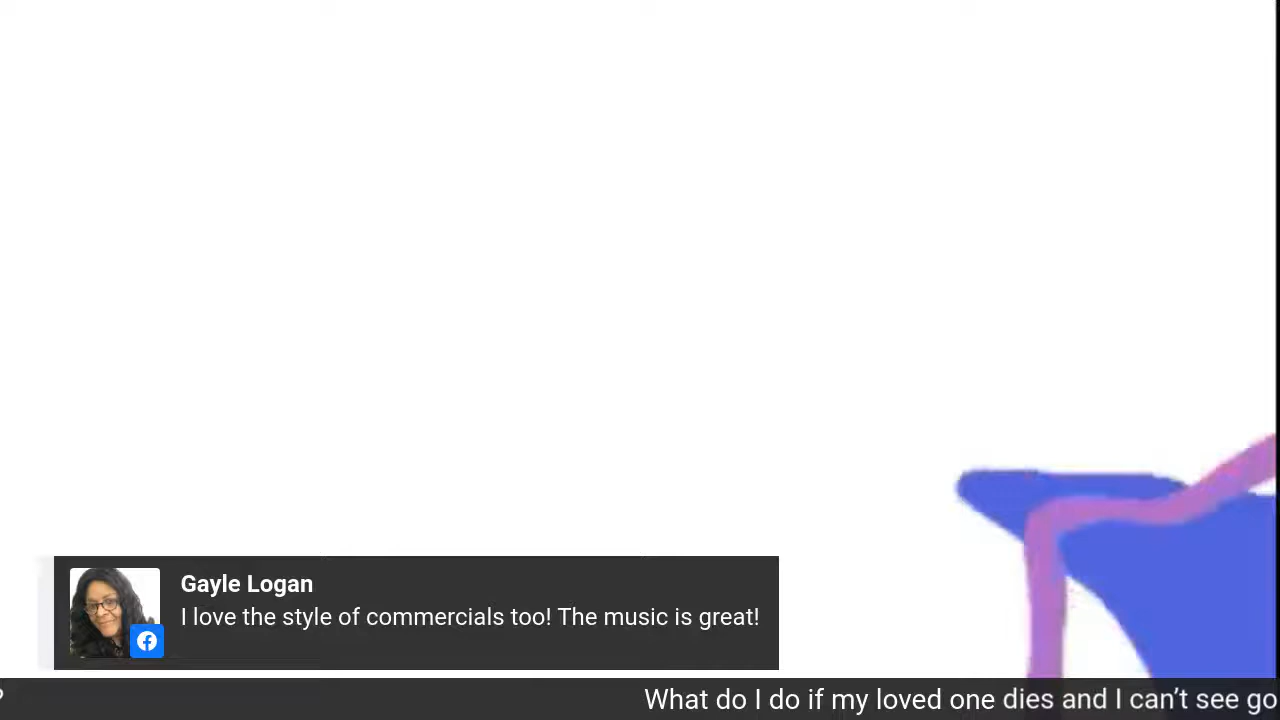 Gayle Logan
I love the style of commercials too! The music is great!
? What do I do if my loved one dies and I can’t see go